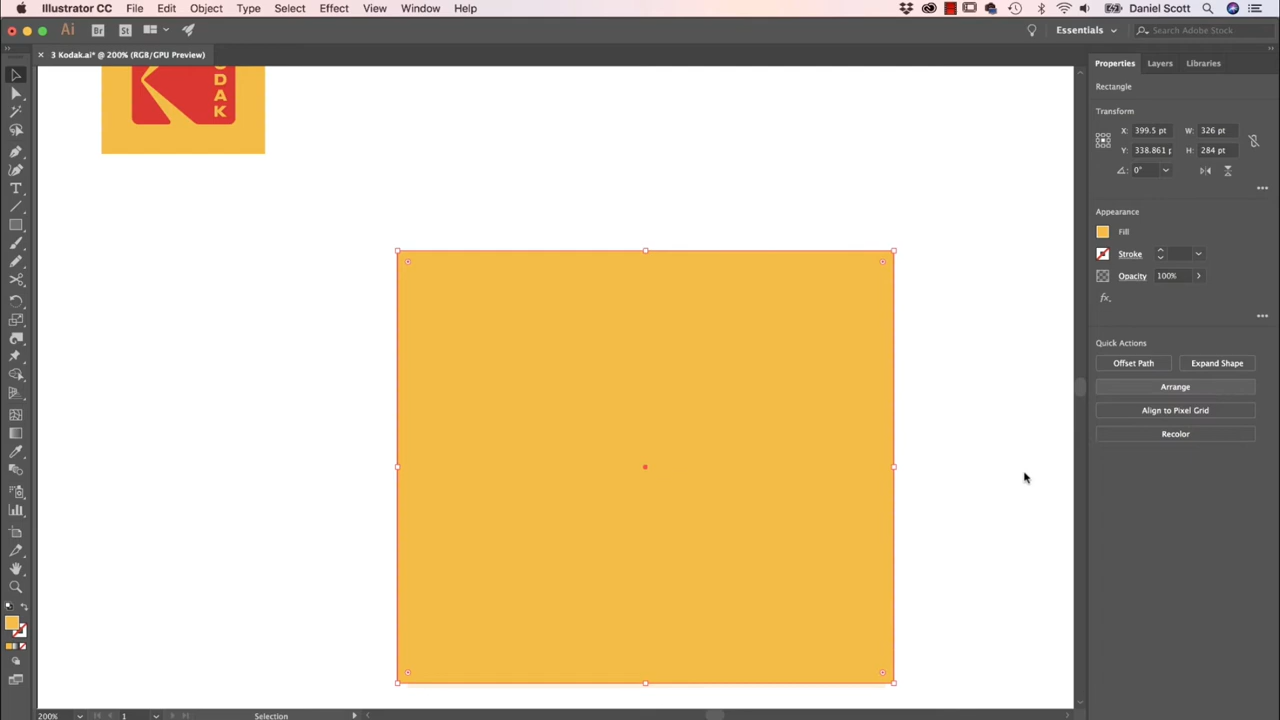 Illustrator CC File Edit Object Type Select Effect View Window Help Daniel Scott
Ai Br St Essentials Search Adobe Stock
× 3 Kodak.ai* @ 200% (RGB/GPU Preview)
Properties Layers Libraries
Rectangle
Transform
X: 399.5 pt W: 326 pt
Y: 338.861 p H: 284 pt
0°
Appearance
Fill
Stroke
Opacity 100%
fx.
Quick Actions
Offset Path Expand Shape
Arrange
Align to Pixel Grid
Recolor
D
A
K
200% 1 Selection